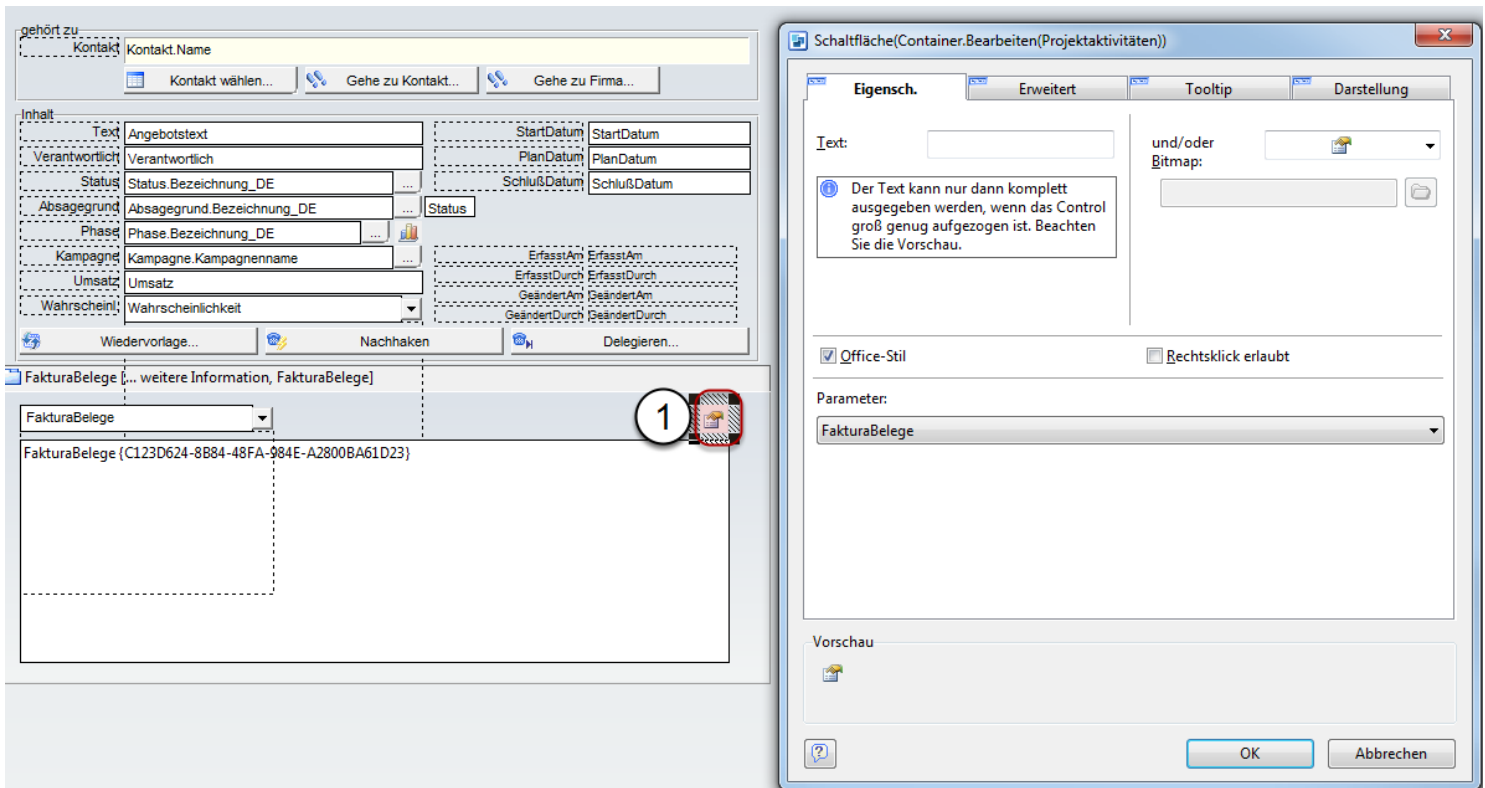 gehört zu
Kontakt Kontakt.Name
Kontakt wählen... Gehe zu Kontakt... Gehe zu Firma...
Inhalt
Text Angebotstext StartDatum StartDatum
Verantwortlich Verantwortlich PlanDatum PlanDatum
Status Status.Bezeichnung_DE ... SchlußDatum SchlußDatum
Absagegrund Absagegrund.Bezeichnung_DE ... Status
Phase Phase.Bezeichnung_DE ...
Kampagne Kampagne.Kampagnenname ... ErfasstAm ErfasstAm
Umsatz Umsatz ErfasstDurch ErfasstDurch
Wahrscheinl. Wahrscheinlichkeit GeändertAm GeändertAm
GeändertDurch GeändertDurch
Wiedervorlage... Nachhaken Delegieren...
FakturaBelege [... weitere Information, FakturaBelege]
FakturaBelege
1
FakturaBelege {C123D624-8B84-48FA-984E-A2800BA61D23}
Schaltfläche(Container.Bearbeiten(Projektaktivitäten))
Eigensch. Erweitert Tooltip Darstellung
Text:
und/oder
Bitmap:
Der Text kann nur dann komplett
ausgegeben werden, wenn das Control
groß genug aufgezogen ist. Beachten
Sie die Vorschau.
Office-Stil
Rechtsklick erlaubt
Parameter:
FakturaBelege
Vorschau
OK Abbrechen